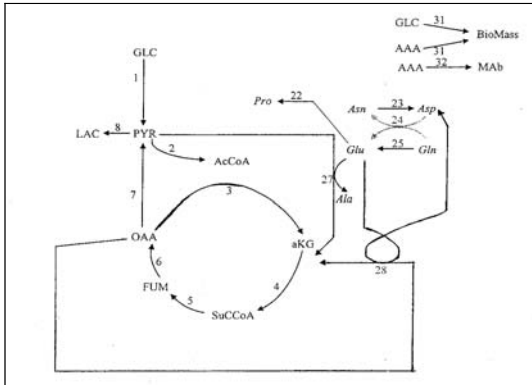 GLC 31
BioMass
AAA 31
AAA 32 MAb
GLC
1
Pro 22
Asn 23 Asp
24
LAC 8 PYR
Glu 25 Gln
2
AcCoA
27
Ala
7
3
OAA
aKG
6
28
4
FUM
5
SuCCoA